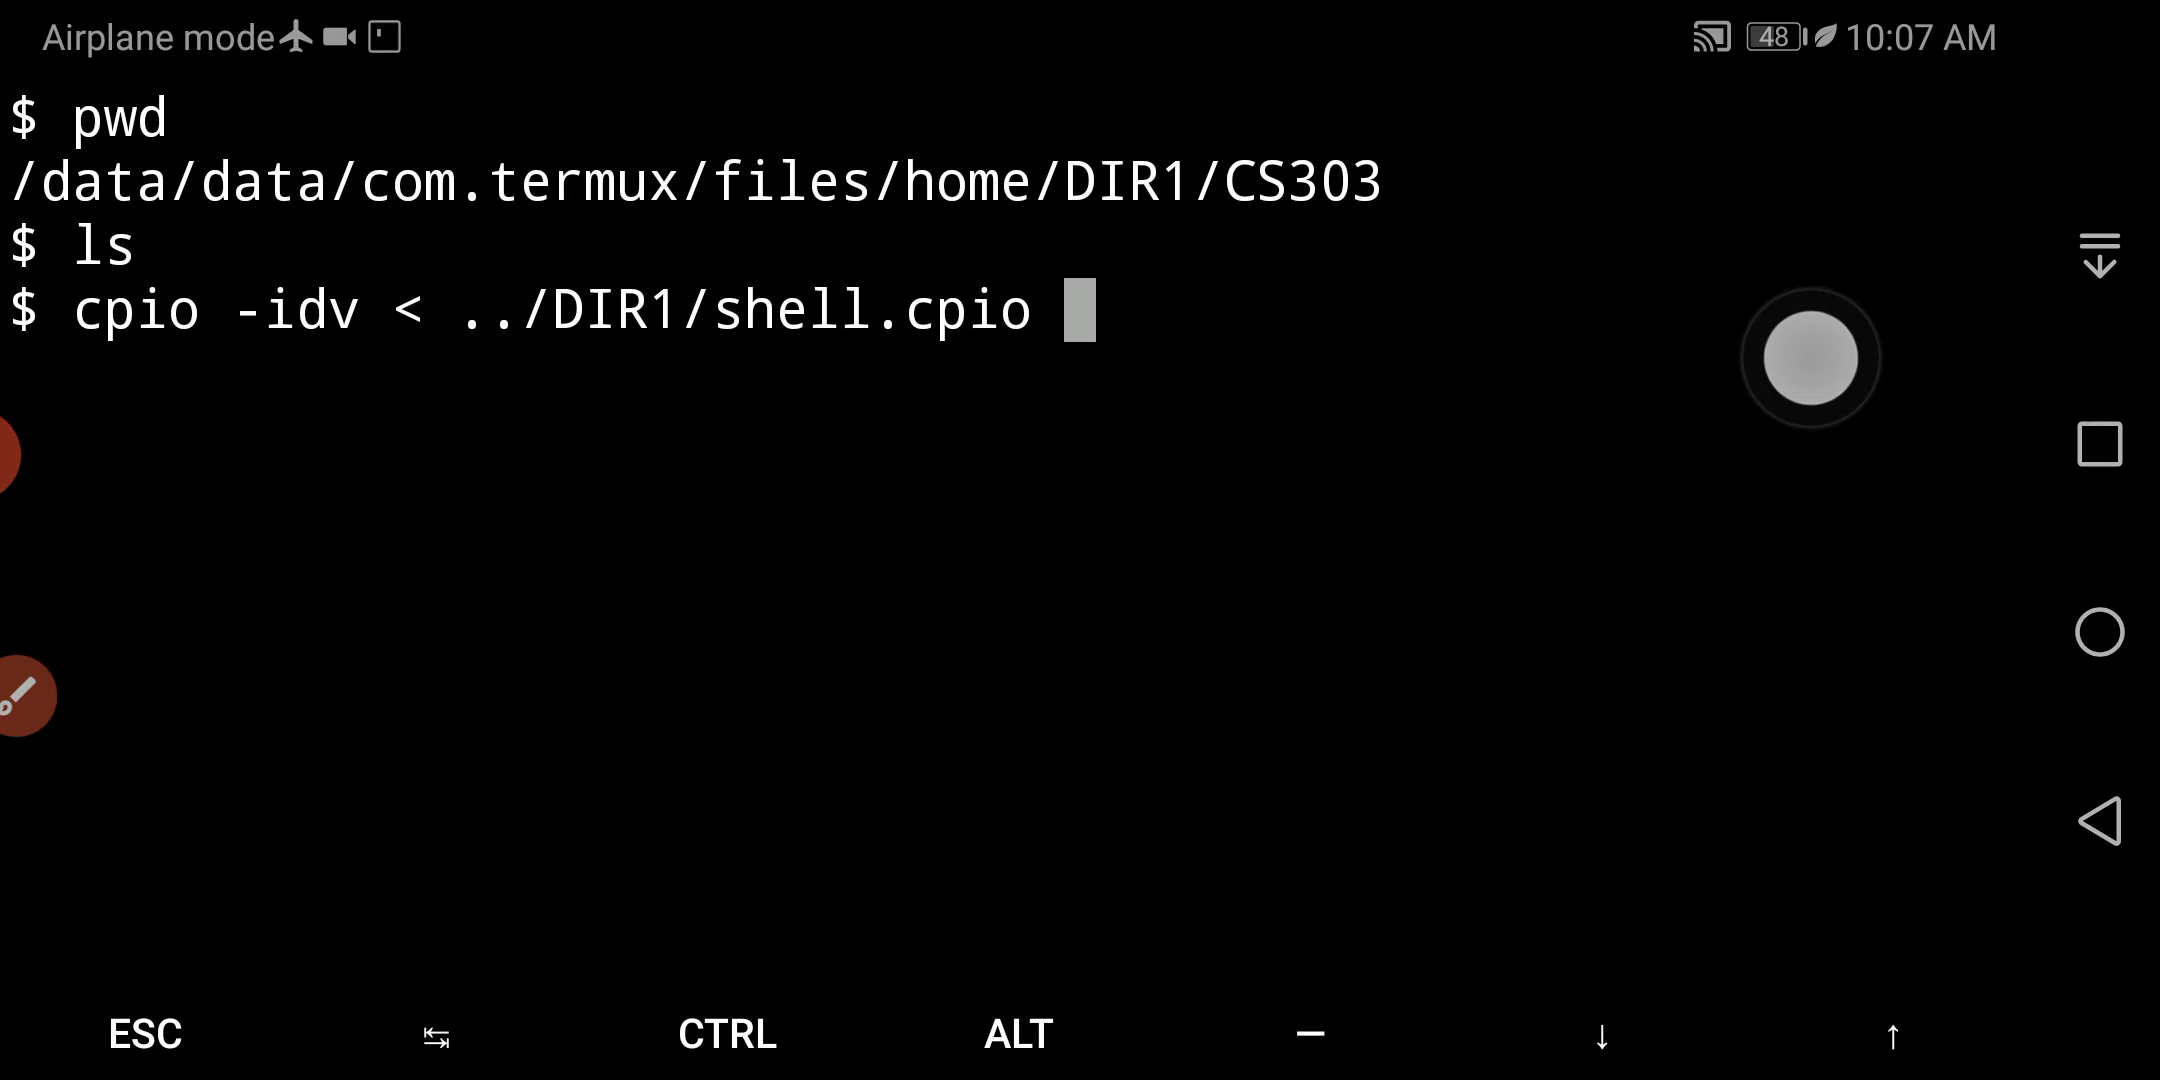 Airplane mode 48 10:07 AM
$ pwd
/data/data/com.termux/files/home/DIR1/CS303
$ ls
$ cpio -idv < ../DIR1/shell.cpio
ESC ↹ CTRL ALT — ↓ ↑